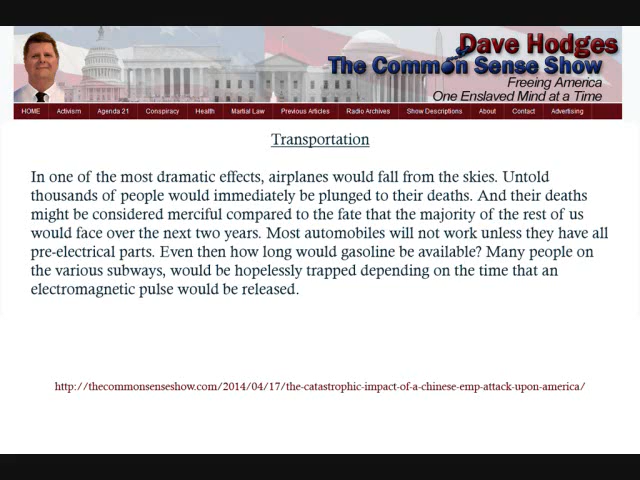 Dave Hodges
The Common Sense Show
Freeing America
One Enslaved Mind at a Time
HOME Activism Agenda 21 Conspiracy Health Martial Law Previous Articles Radio Archives Show Descriptions About Contact Advertising
Transportation
In one of the most dramatic effects, airplanes would fall from the skies. Untold
thousands of people would immediately be plunged to their deaths. And their deaths
might be considered merciful compared to the fate that the majority of the rest of us
would face over the next two years. Most automobiles will not work unless they have all
pre-electrical parts. Even then how long would gasoline be available? Many people on
the various subways, would be hopelessly trapped depending on the time that an
electromagnetic pulse would be released.
http://thecommonsenseshow.com/2014/04/17/the-catastrophic-impact-of-a-chinese-emp-attack-upon-america/